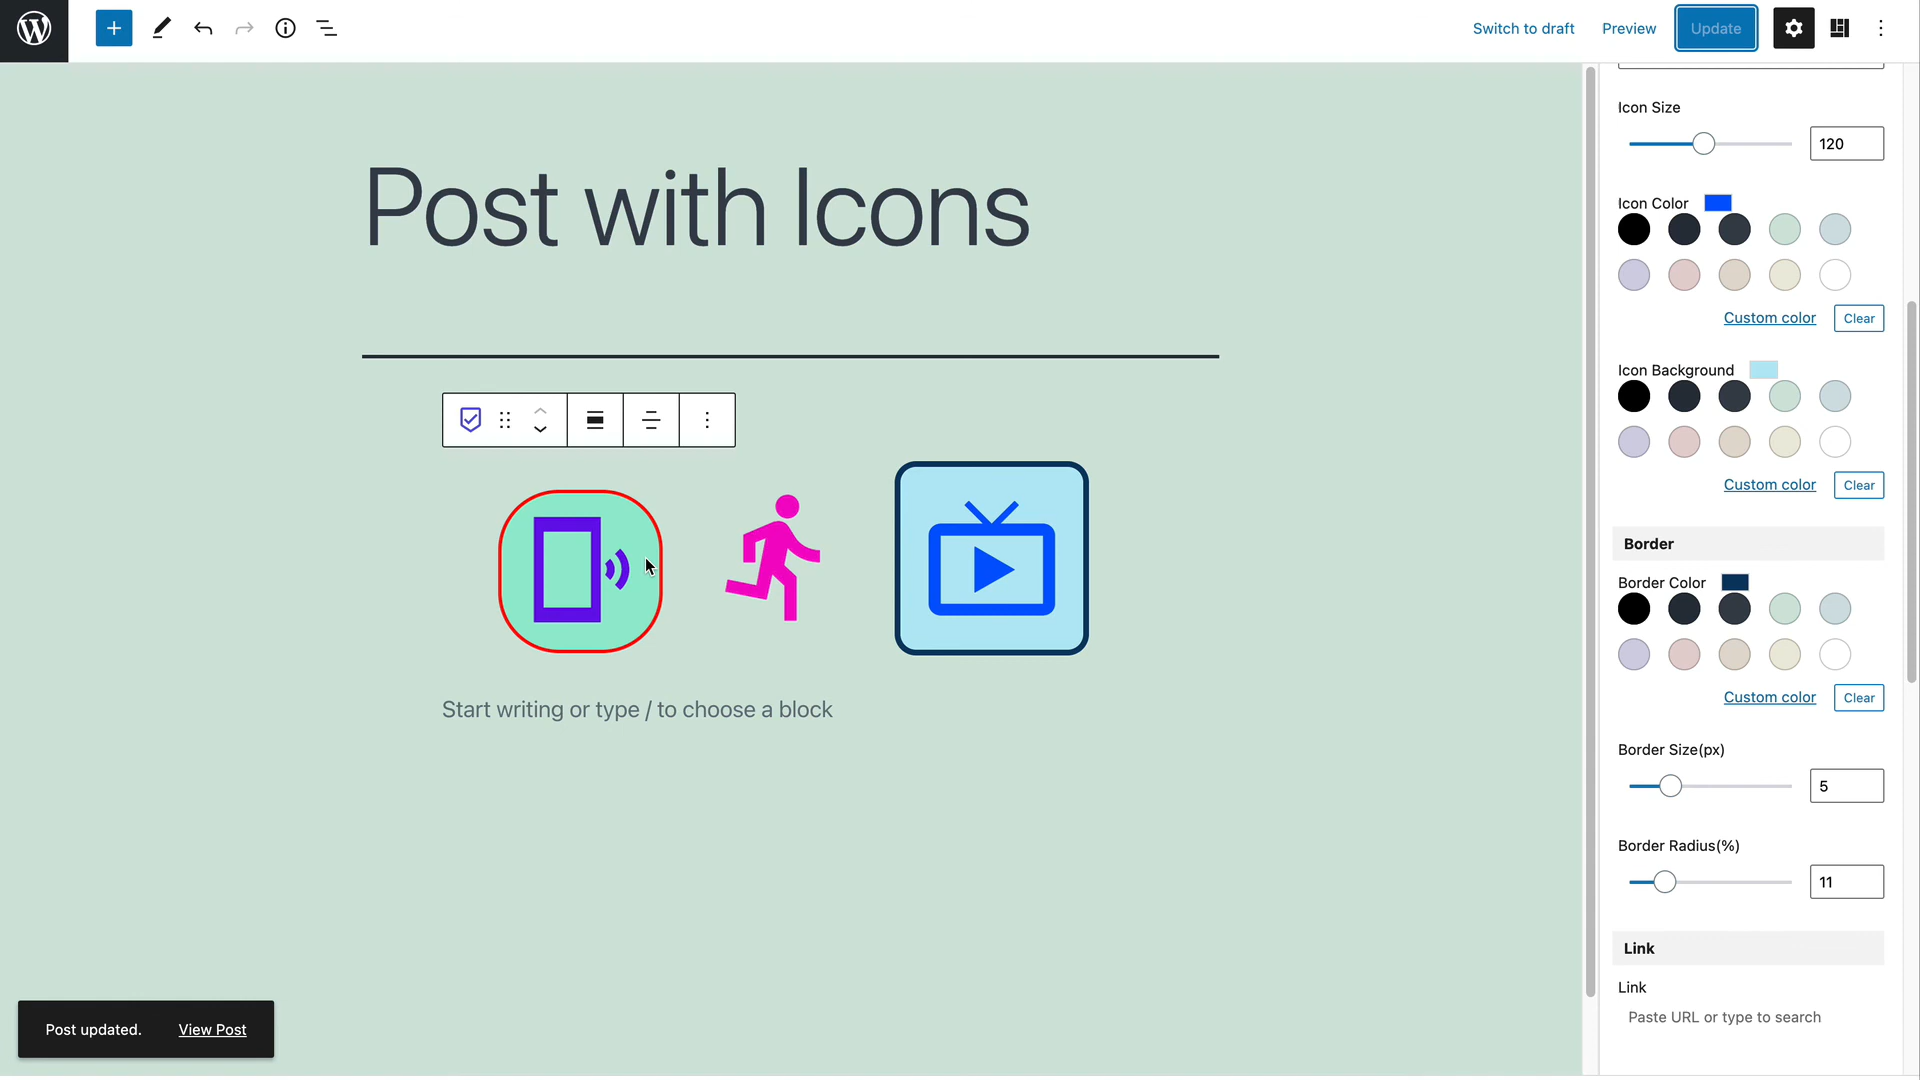 Switch to draft
Preview
Update
Post with Icons
Start writing or type / to choose a block
Post updated.
View Post
Icon Size
120
Icon Color
Custom color
Clear
Icon Background
Custom color
Clear
Border
Border Color
Custom color
Clear
Border Size(px)
5
Border Radius(%)
11
Link
Link
Paste URL or type to search